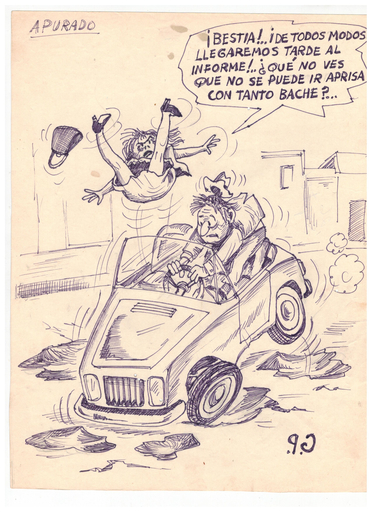 APURADO
¡BESTIA!..¡DE TODOS MODOS
LLEGAREMOS TARDE AL
INFORME!..¿QUÉ NO VES
QUE NO SE PUEDE IR APRISA
CON TANTO BACHE?...
G.P.